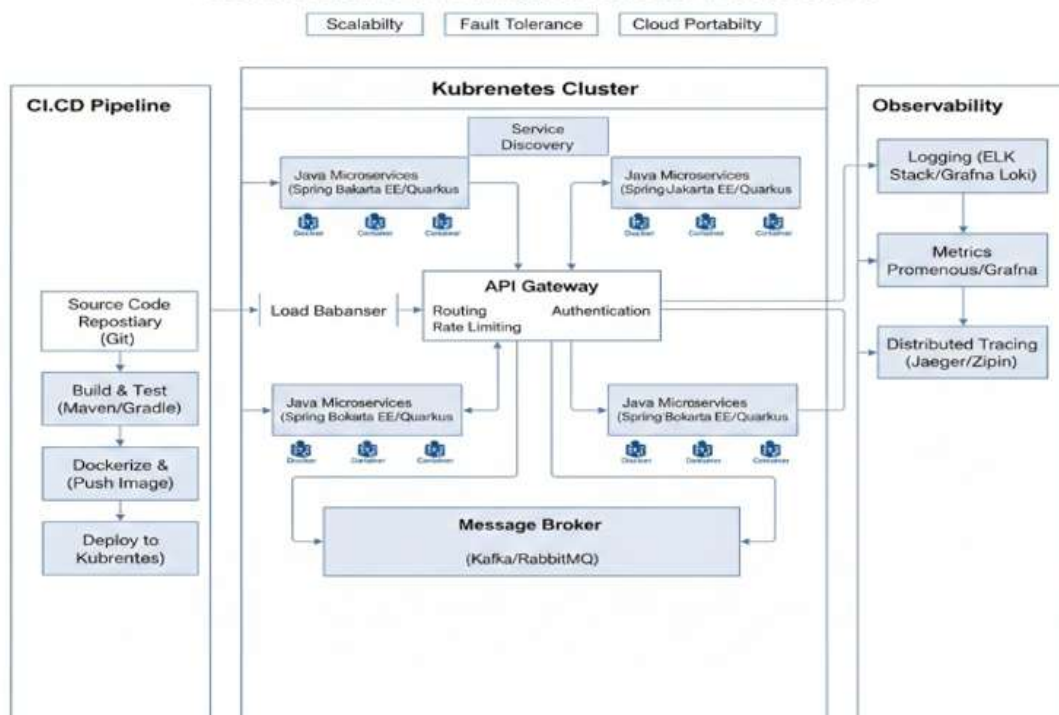 Scalabilty
Fault Tolerance
Cloud Portabilty
CI.CD Pipeline
Source Code
Repostiary
(Git)
Build & Test
(Maven/Gradle)
Dockerize &
(Push Image)
Deploy to
Kubrentes)
Kubrenetes Cluster
Service
Discovery
Java Microservices
(Spring Bakarta EE/Quarkus
Container
Container
Java Microservices
(Spring Jakarta EE/Quarkus
Container
Load Babanser
API Gateway
Routing
Authentication
Rate Limiting
Java Microservices
(Spring Bokarta EE/Quarkus
Java Microservices
(Spring Bokarta EE/Quarkus
Message Broker
(Kafka/RabbitMQ)
Observability
Logging (ELK
Stack/Grafna Loki)
Metrics
Promenous/Grafna
Distributed Tracing
(Jaeger/Zipin)